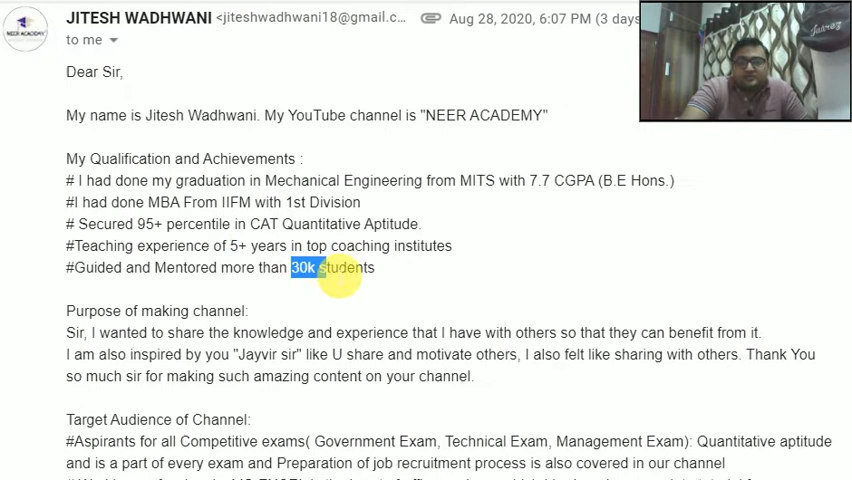 JITESH WADHWANI <jiteshwadhwani18@gmail.c... Aug 28, 2020, 6:07 PM (3 days
NEER ACADEMY
to me
Dear Sir,
My name is Jitesh Wadhwani. My YouTube channel is "NEER ACADEMY"
My Qualification and Achievements :
# I had done my graduation in Mechanical Engineering from MITS with 7.7 CGPA (B.E Hons.)
#I had done MBA From IIFM with 1st Division
# Secured 95+ percentile in CAT Quantitative Aptitude.
#Teaching experience of 5+ years in top coaching institutes
#Guided and Mentored more than 30k students
Purpose of making channel:
Sir, I wanted to share the knowledge and experience that I have with others so that they can benefit from it.
I am also inspired by you "Jayvir sir" like U share and motivate others, I also felt like sharing with others. Thank You
so much sir for making such amazing content on your channel.
Target Audience of Channel:
#Aspirants for all Competitive exams( Government Exam, Technical Exam, Management Exam): Quantitative aptitude
and is a part of every exam and Preparation of job recruitment process is also covered in our channel